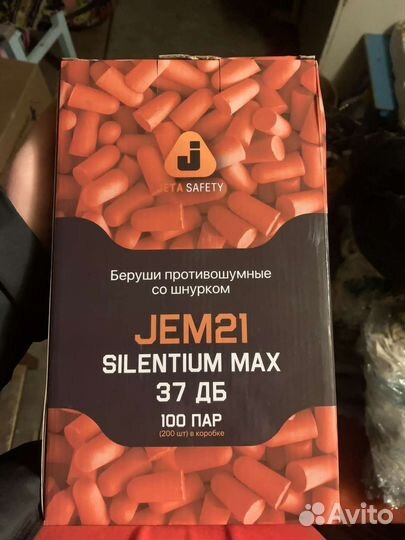 J
JETA SAFETY
Беруши противошумные
со шнурком
JEM21
SILENTIUM MAX
37 ДБ
100 ПАР
(200 шт) в коробке
Avito